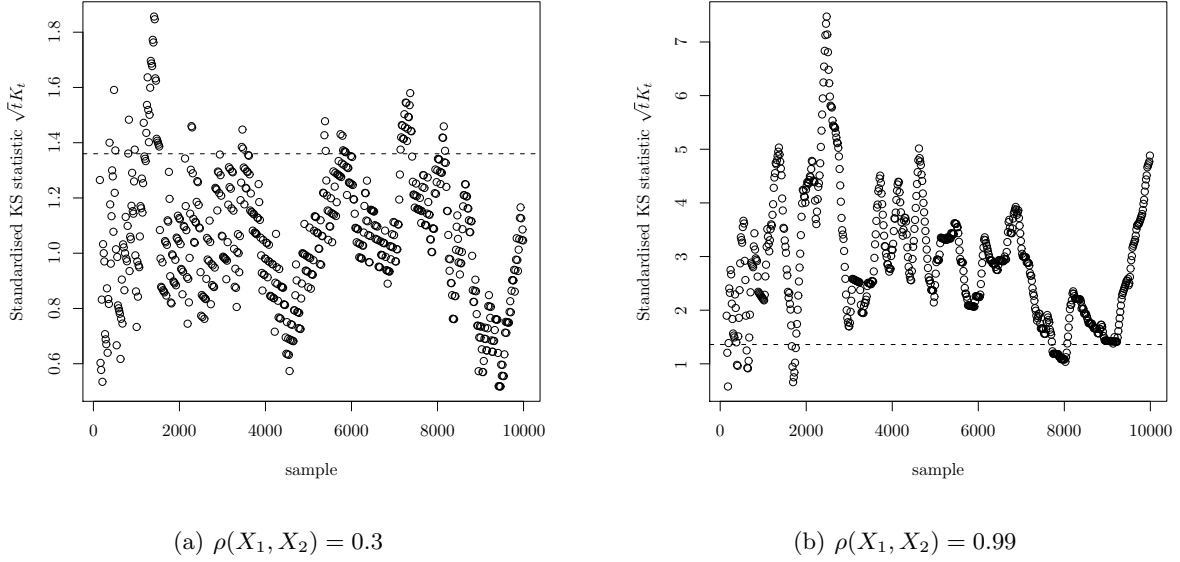 Standardised KS statistic √tK_t
0.6 0.8 1.0 1.2 1.4 1.6 1.8
0 2000 4000 6000 8000 10000
sample
(a) ρ(X_1, X_2) = 0.3
Standardised KS statistic √tK_t
1 2 3 4 5 6 7
0 2000 4000 6000 8000 10000
sample
(b) ρ(X_1, X_2) = 0.99